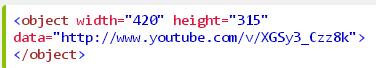 <object width="420" height="315"
data="http://www.youtube.com/v/XGSy3_Czz8k">
</object>